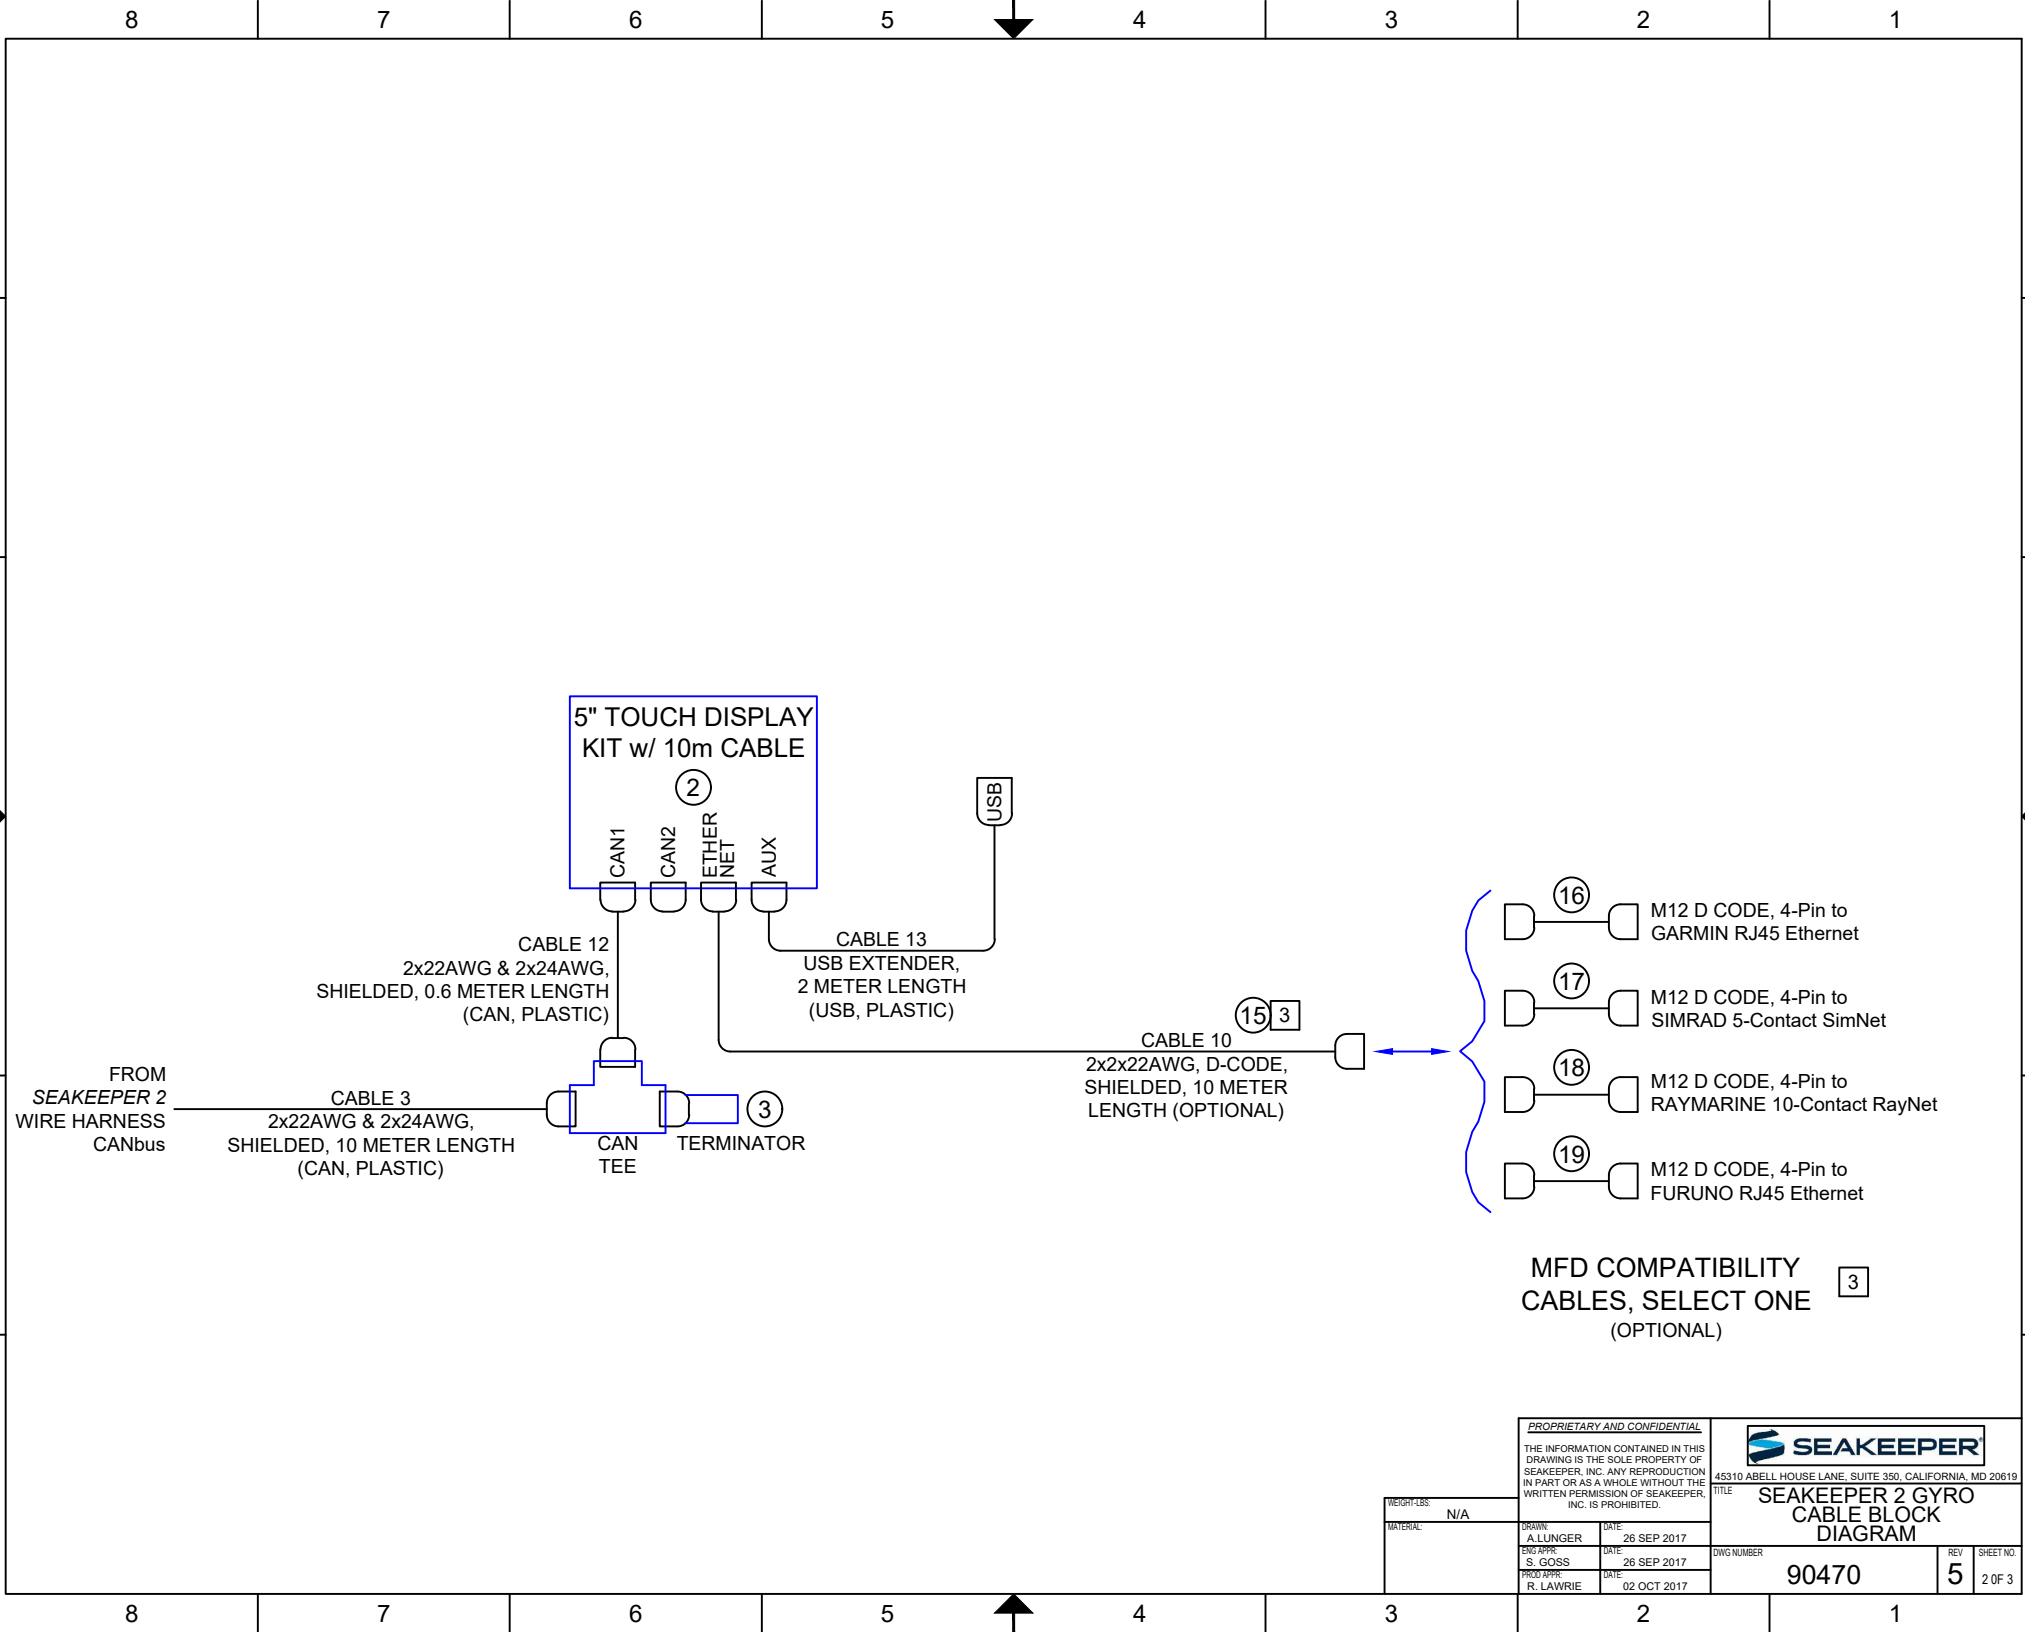 8 7 6 5 4 3 2 1
5" TOUCH DISPLAY
KIT w/ 10m CABLE
2
CAN1
CAN2
ETHER
NET
AUX
USB
CABLE 12
2x22AWG & 2x24AWG,
SHIELDED, 0.6 METER LENGTH
(CAN, PLASTIC)
CABLE 13
USB EXTENDER,
2 METER LENGTH
(USB, PLASTIC)
15 3
CABLE 10
2x2x22AWG, D-CODE,
SHIELDED, 10 METER
LENGTH (OPTIONAL)
FROM
SEAKEEPER 2
WIRE HARNESS
CANbus
CABLE 3
2x22AWG & 2x24AWG,
SHIELDED, 10 METER LENGTH
(CAN, PLASTIC)
CAN
TEE
3
TERMINATOR
16
M12 D CODE, 4-Pin to
GARMIN RJ45 Ethernet
17
M12 D CODE, 4-Pin to
SIMRAD 5-Contact SimNet
18
M12 D CODE, 4-Pin to
RAYMARINE 10-Contact RayNet
19
M12 D CODE, 4-Pin to
FURUNO RJ45 Ethernet
MFD COMPATIBILITY
CABLES, SELECT ONE
(OPTIONAL)
3
PROPRIETARY AND CONFIDENTIAL
THE INFORMATION CONTAINED IN THIS
DRAWING IS THE SOLE PROPERTY OF
SEAKEEPER, INC. ANY REPRODUCTION
IN PART OR AS A WHOLE WITHOUT THE
WRITTEN PERMISSION OF SEAKEEPER,
INC. IS PROHIBITED.
SEAKEEPER®
45310 ABELL HOUSE LANE, SUITE 350, CALIFORNIA, MD 20619
TITLE
SEAKEEPER 2 GYRO
CABLE BLOCK
DIAGRAM
WEIGHT-LBS:
N/A
MATERIAL:
DRAWN:
A.LUNGER
DATE:
26 SEP 2017
ENG APPR:
S. GOSS
DATE:
26 SEP 2017
PROD APPR:
R. LAWRIE
DATE:
02 OCT 2017
DWG NUMBER
90470
REV
5
SHEET NO.
2 OF 3
8 7 6 5 4 3 2 1